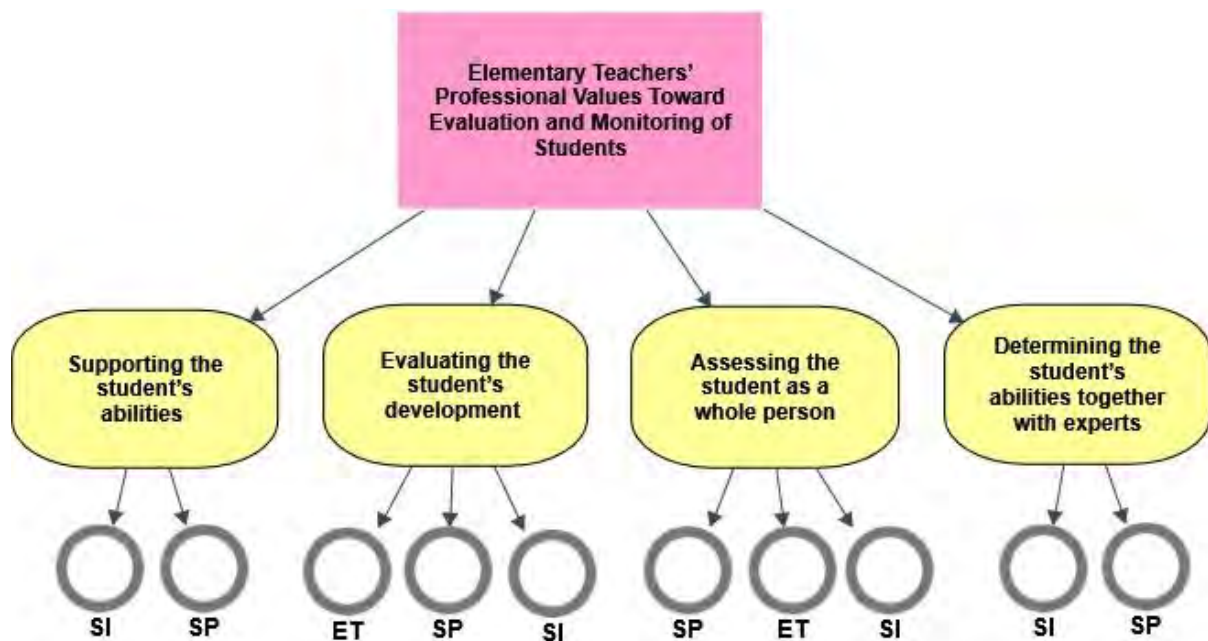 Elementary Teachers'
Professional Values Toward
Evaluation and Monitoring of
Students
Supporting the
student's
abilities
Evaluating the
student's
development
Assessing the
student as a
whole person
Determining the
student's
abilities together
with experts
SI SP ET SP SI SP ET SI SI SP